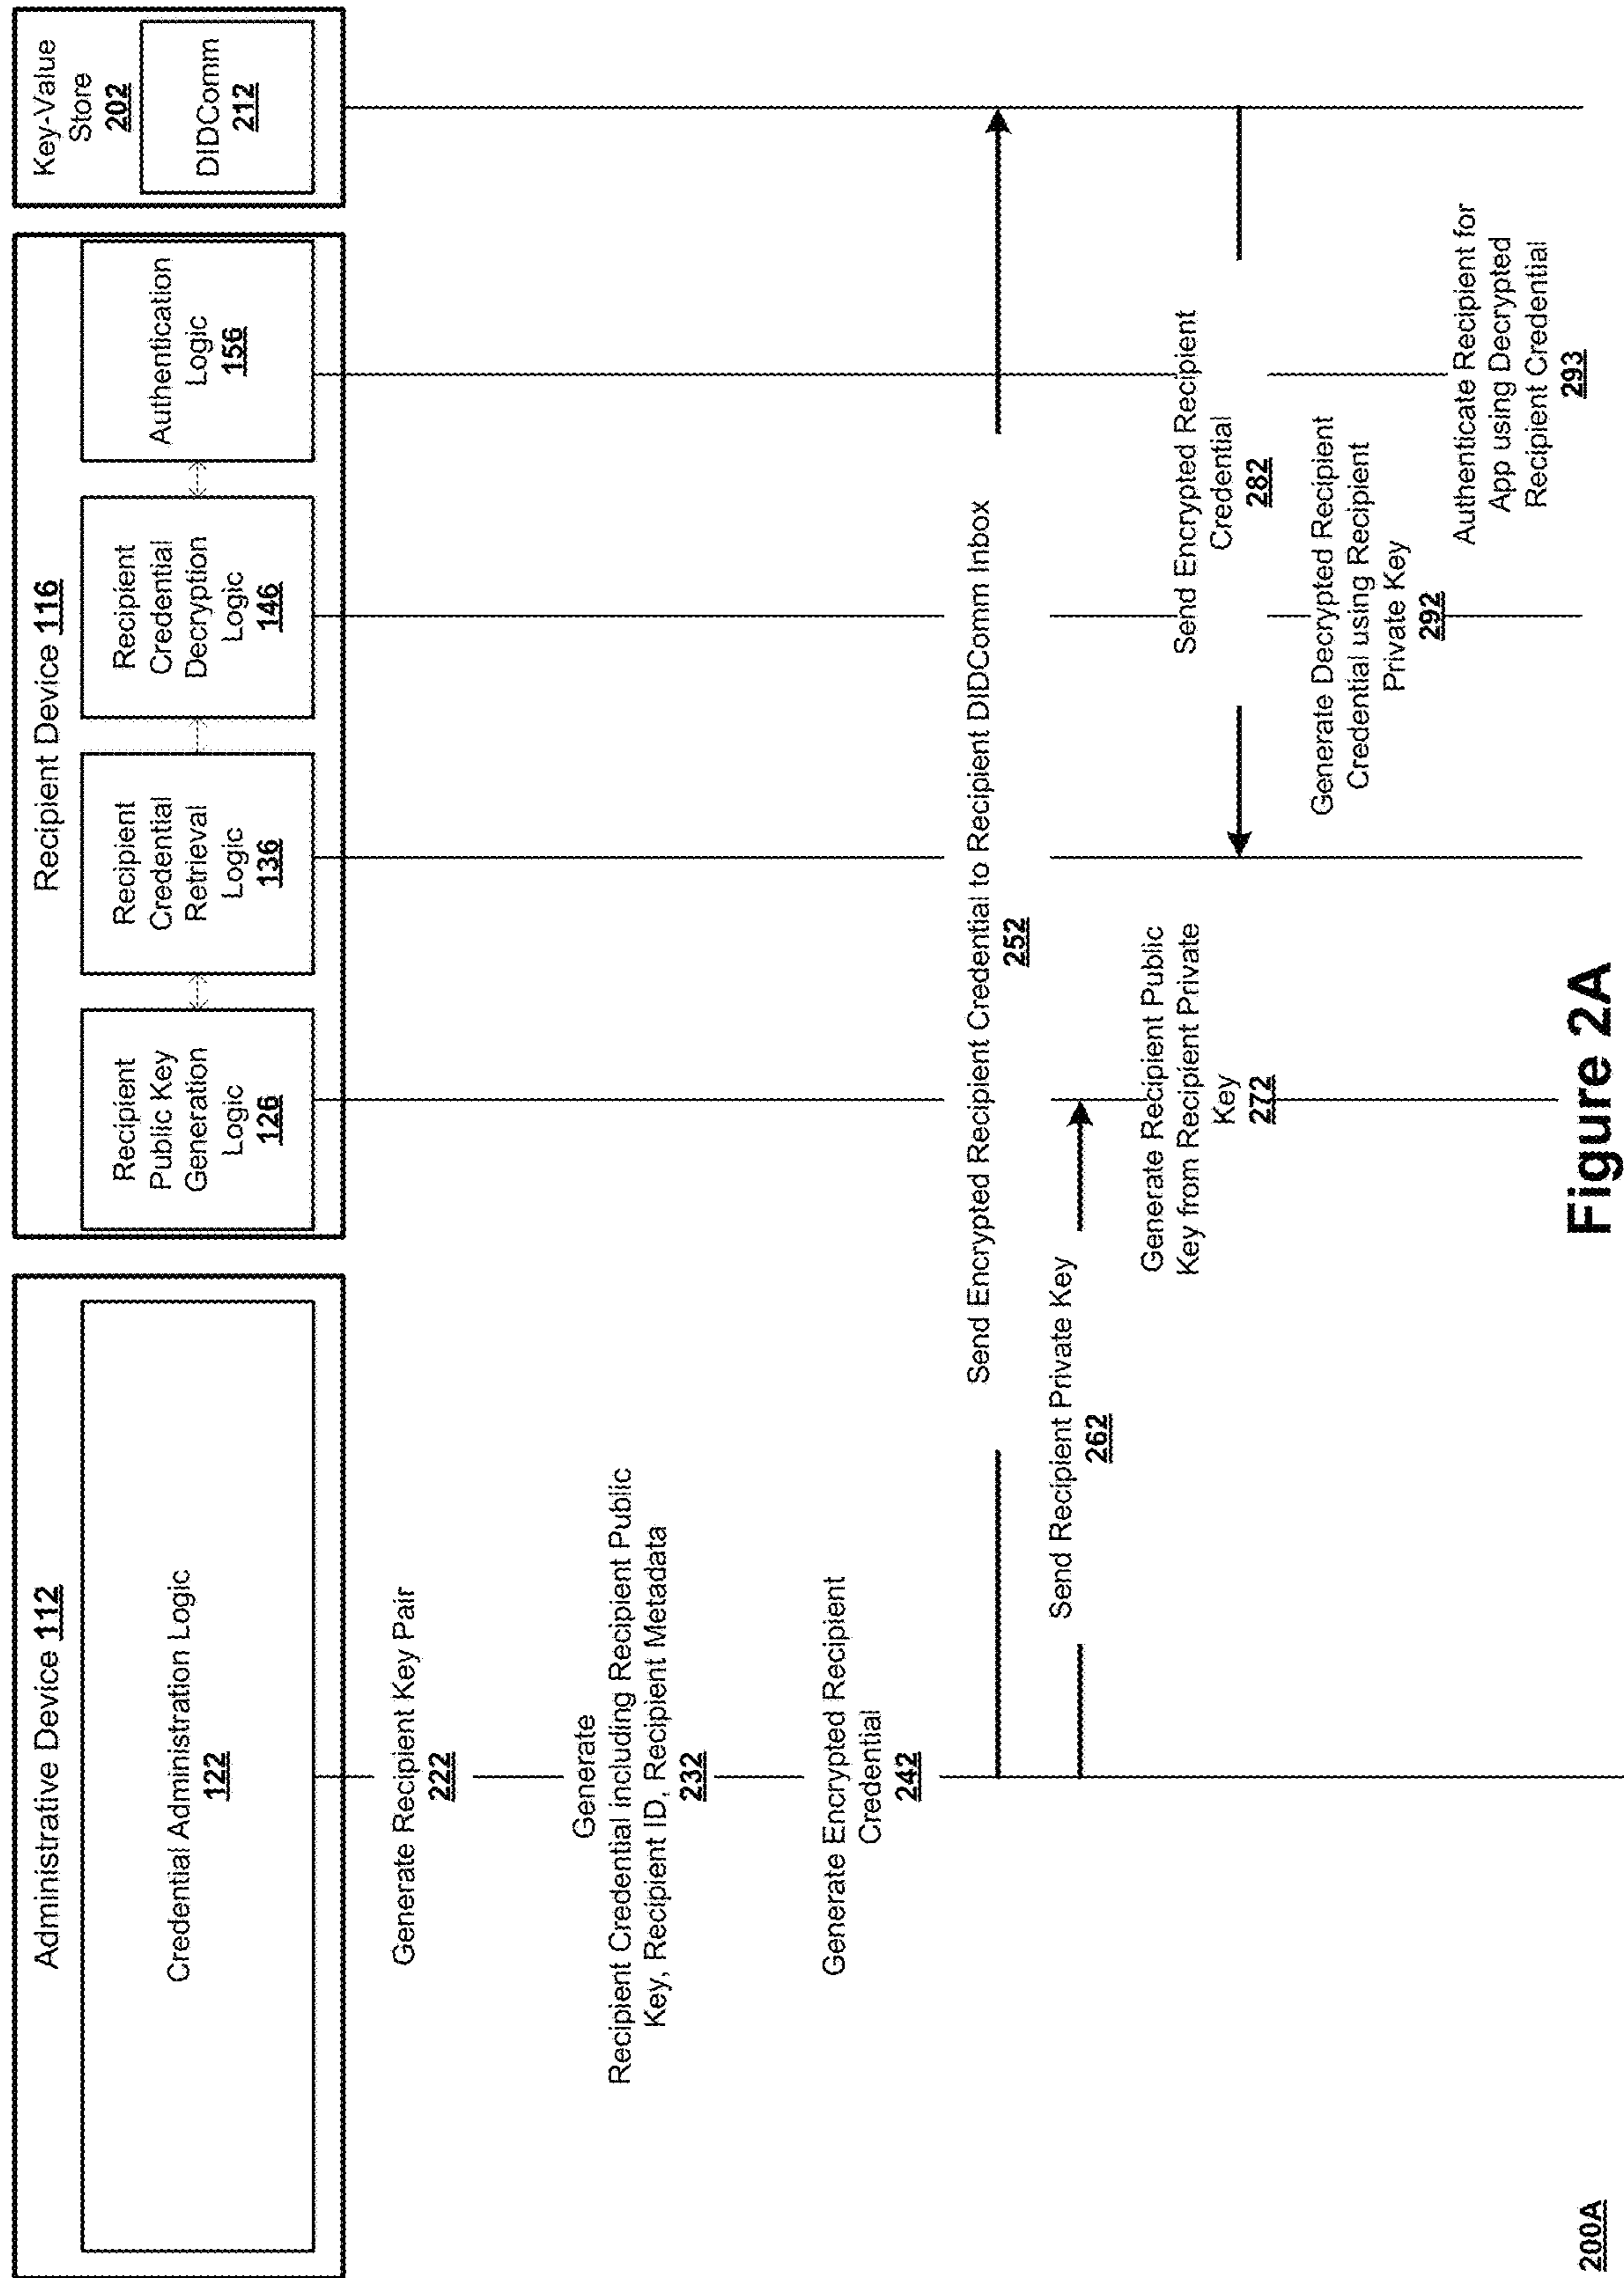 Administrative Device 112
Credential Administration Logic
122
Recipient Device 116
Recipient
Public Key
Generation
Logic
126
Recipient
Credential
Retrieval
Logic
136
Recipient
Credential
Decryption
Logic
146
Authentication
Logic
156
Key-Value
Store
202
DIDComm
212
Generate Recipient Key Pair
222
Generate
Recipient Credential including Recipient Public
Key, Recipient ID, Recipient Metadata
232
Generate Encrypted Recipient
Credential
242
Send Encrypted Recipient Credential to Recipient DIDComm Inbox
252
Send Recipient Private Key
262
Generate Recipient Public
Key from Recipient Private
Key
272
Send Encrypted Recipient
Credential
282
Generate Decrypted Recipient
Credential using Recipient
Private Key
292
Authenticate Recipient for
App using Decrypted
Recipient Credential
293
200A
Figure 2A